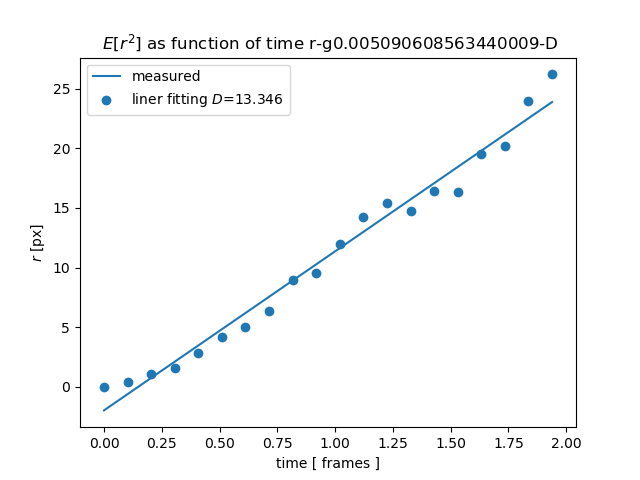 E[r²] as function of time r-g0.005090608563440009-D
measured
liner fitting D=13.346
25
20
15
10
5
0
r [px]
0.00 0.25 0.50 0.75 1.00 1.25 1.50 1.75 2.00
time [ frames ]